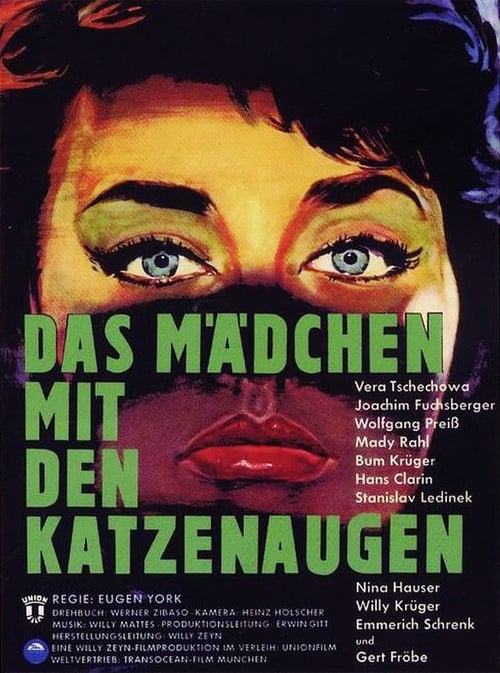 DAS MÄDCHEN
MIT
DEN
KATZENAUGEN
Vera Tschechowa
Joachim Fuchsberger
Wolfgang Preiß
Mady Rahl
Bum Krüger
Hans Clarin
Stanislav Ledinek
Nina Hauser
Willy Krüger
Emmerich Schrenk
und
Gert Fröbe
UNION
REGIE: EUGEN YORK
DREHBUCH: WERNER ZIBASO-KAMERA: HEINZ HÖLSCHER
MUSIK: WILLY MATTES-PRODUKTIONSLEITUNG: ERWIN GITT
HERSTELLUNGSLEITUNG: WILLY ZEYN
EINE WILLY ZEYN-FILMPRODUKTION IM VERLEIH: UNIONFILM
WELTVERTRIEB: TRANSOCEAN-FILM MÜNCHEN